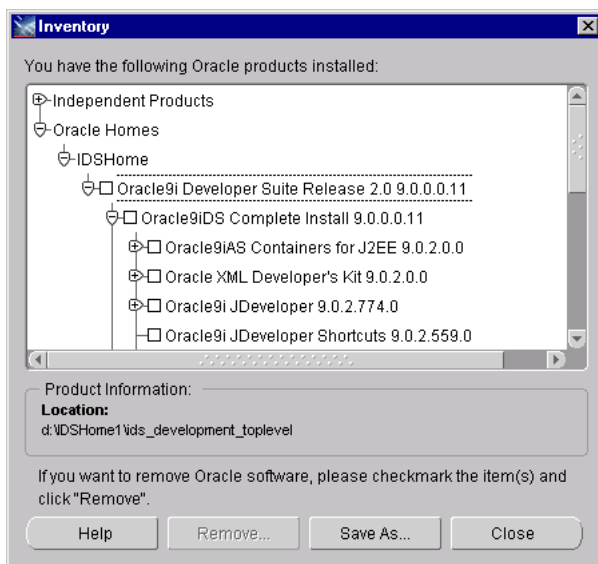 Inventory
You have the following Oracle products installed:
Independent Products
Oracle Homes
IDSHome
Oracle9i Developer Suite Release 2.0 9.0.0.0.11
Oracle9iDS Complete Install 9.0.0.0.11
Oracle9iAS Containers for J2EE 9.0.2.0.0
Oracle XML Developer's Kit 9.0.2.0.0
Oracle9i JDeveloper 9.0.2.774.0
Oracle9i JDeveloper Shortcuts 9.0.2.559.0
Product Information:
Location:
d:\IDSHome1\ids_development_toplevel
If you want to remove Oracle software, please checkmark the item(s) and
click "Remove".
Help Remove... Save As... Close